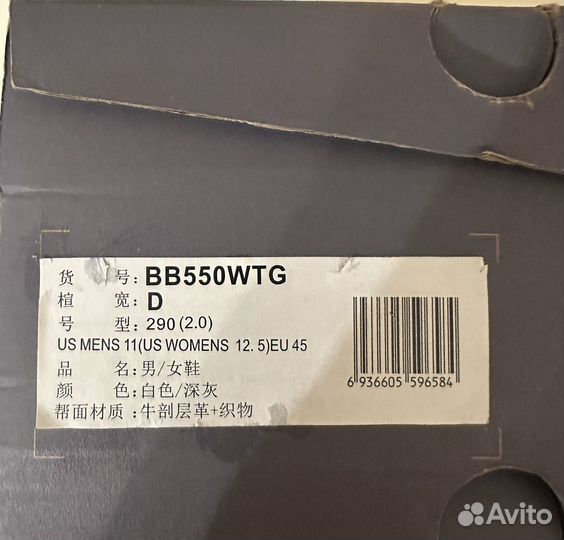 货号: BB550WTG
楦宽: D
号型: 290 (2.0)
US MENS 11(US WOMENS 12.5)EU 45
品名: 男/女鞋
颜色: 白色/深灰
帮面材质: 牛剖层革+织物
6 936605 596584
Avito